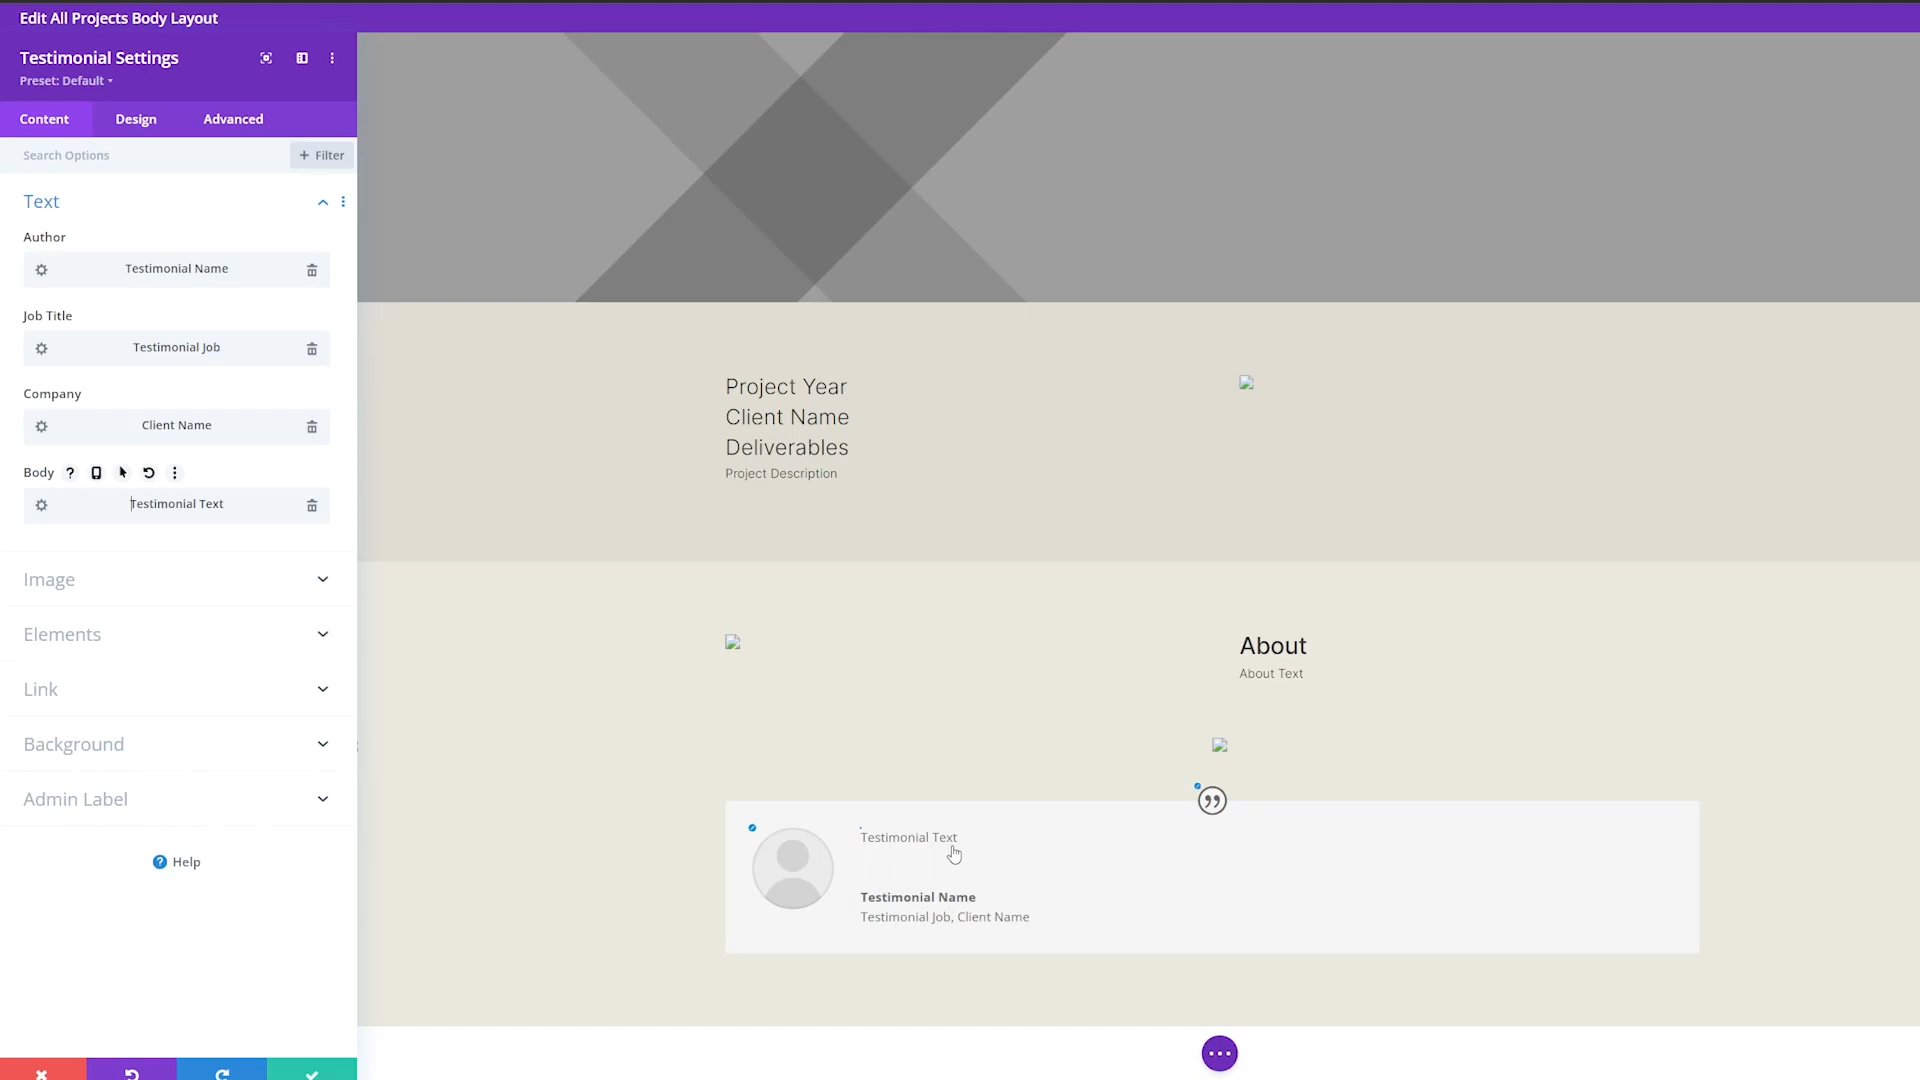 Edit All Projects Body Layout
Testimonial Settings
Preset: Default
Content Design Advanced
Search Options
+ Filter
Text
Author
Testimonial Name
Job Title
Testimonial Job
Company
Client Name
Body ?
Testimonial Text
Image
Elements
Link
Background
Admin Label
? Help
Project Year
Client Name
Deliverables
Project Description
About
About Text
Testimonial Text
Testimonial Name
Testimonial Job, Client Name